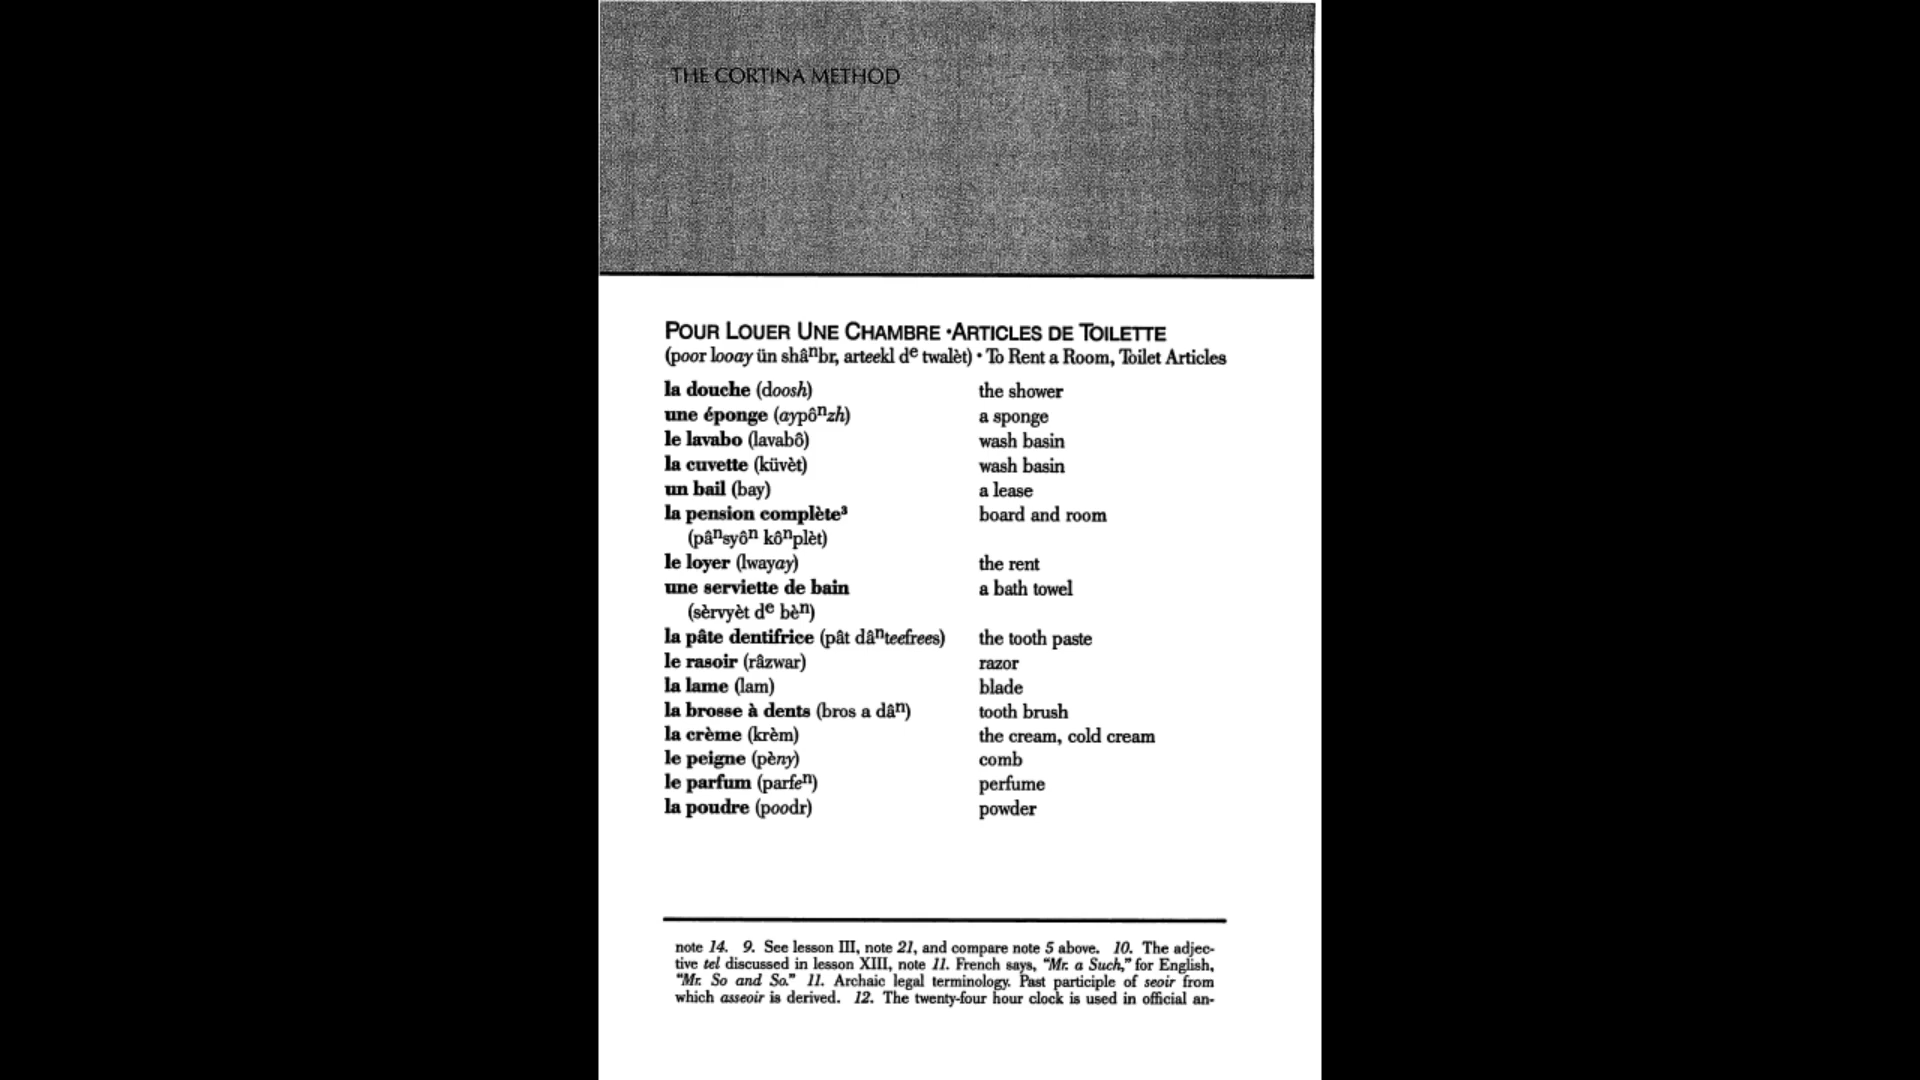 THE CORTINA METHOD
POUR LOUER UNE CHAMBRE •ARTICLES DE TOILETTE
(poor looay ün shâⁿbr, arteekl dᵉ twalèt) • To Rent a Room, Toilet Articles
la douche (doosh) the shower
une éponge (aypôⁿzh) a sponge
le lavabo (lavabô) wash basin
la cuvette (küvèt) wash basin
un bail (bay) a lease
la pension complète³ board and room
(pâⁿsyôⁿ kôⁿplèt)
le loyer (lwayay) the rent
une serviette de bain a bath towel
(sèrvyèt dᵉ bèⁿ)
la pâte dentifrice (pât dâⁿteefrees) the tooth paste
le rasoir (râzwar) razor
la lame (lam) blade
la brosse à dents (bros a dâⁿ) tooth brush
la crème (krèm) the cream, cold cream
le peigne (pèny) comb
le parfum (parfeⁿ) perfume
la poudre (poodr) powder
note 14. 9. See lesson III, note 21, and compare note 5 above. 10. The adjec-
tive tel discussed in lesson XIII, note 11. French says, “Mr. a Such,” for English,
“Mr. So and So.” 11. Archaic legal terminology. Past participle of seoir from
which asseoir is derived. 12. The twenty-four hour clock is used in official an-